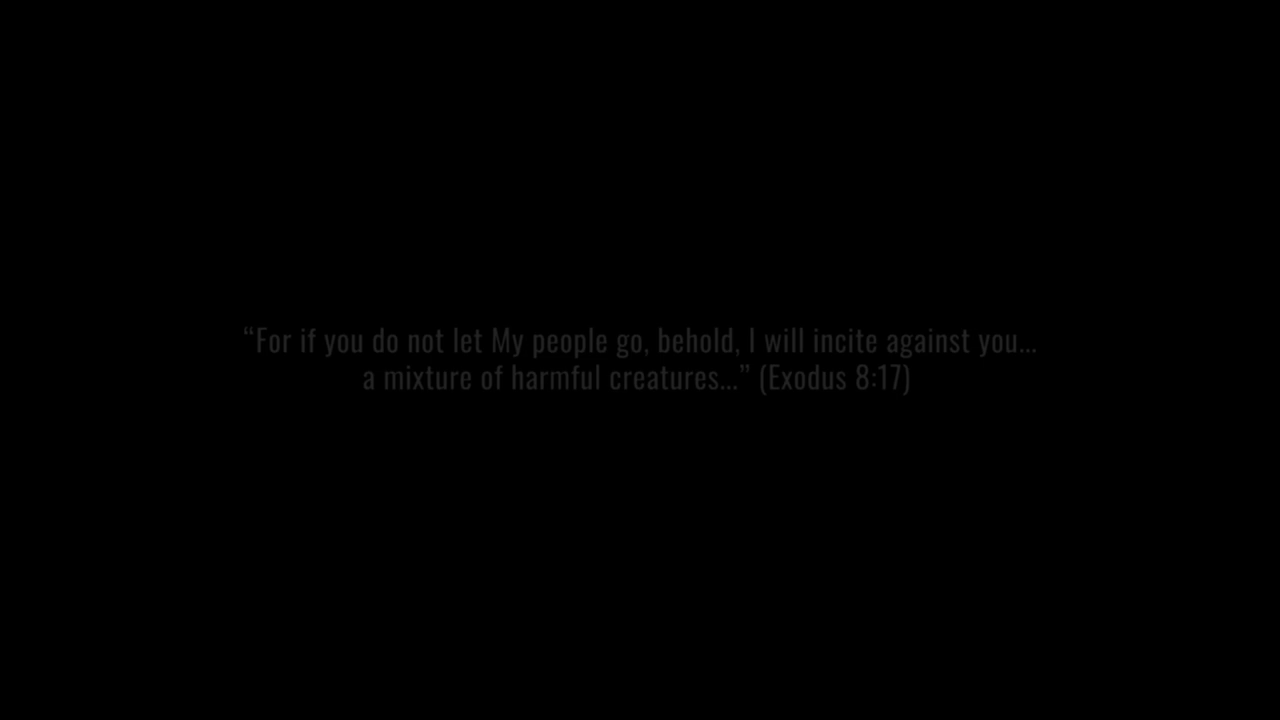 “For if you do not let My people go, behold, I will incite against you...
a mixture of harmful creatures...” (Exodus 8:17)